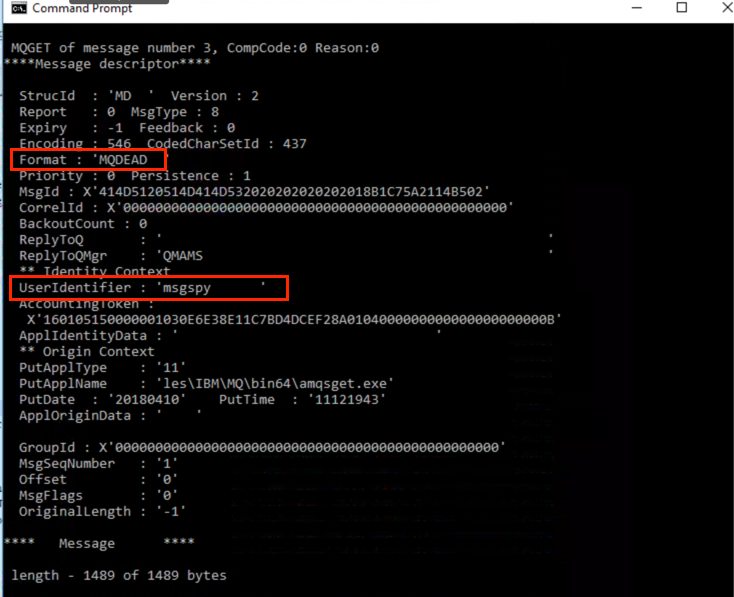 Command Prompt
MQGET of message number 3, CompCode:0 Reason:0
****Message descriptor****
StrucId  : 'MD  '  Version : 2
Report   : 0  MsgType : 8
Expiry   : -1  Feedback : 0
Encoding : 546  CodedCharSetId : 437
Format : 'MQDEAD  '
Priority : 0  Persistence : 1
MsgId : X'414D5120514D414D532020202020202018B1C75A2114B502'
CorrelId : X'000000000000000000000000000000000000000000000000'
BackoutCount : 0
ReplyToQ       : '                                                '
ReplyToQMgr    : 'QMAMS                                           '
** Identity Context
UserIdentifier : 'msgspy      '
AccountingToken :
X'160105150000001030E6E38E11C7BD4DCEF28A01040000000000000000000000000B'
ApplIdentityData : '                                '
** Origin Context
PutApplType    : '11'
PutApplName    : 'les\IBM\MQ\bin64\amqsget.exe'
PutDate  : '20180410'    PutTime  : '11121943'
ApplOriginData : '    '
GroupId : X'000000000000000000000000000000000000000000000000'
MsgSeqNumber   : '1'
Offset         : '0'
MsgFlags       : '0'
OriginalLength : '-1'
****   Message      ****
length - 1489 of 1489 bytes